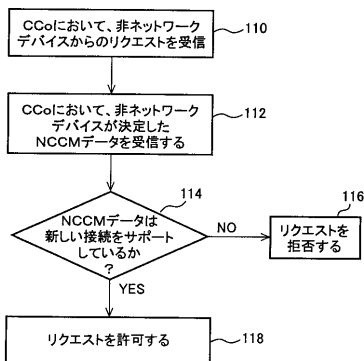 CCoにおいて、非ネットワーク
デバイスからのリクエストを受信
110
CCoにおいて、非ネットワーク
デバイスが決定した
NCCMデータを受信する
112
114
NCCMデータは
新しい接続をサポート
しているか
?
NO
116
リクエストを
拒否する
YES
リクエストを許可する
118